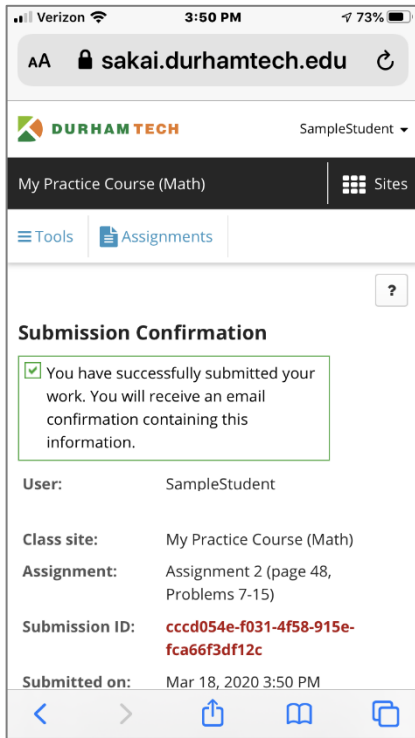 Verizon 3:50 PM 73%
AA sakai.durhamtech.edu
DURHAM TECH SampleStudent
My Practice Course (Math) Sites
Tools Assignments
?
Submission Confirmation
You have successfully submitted your
work. You will receive an email
confirmation containing this
information.
User: SampleStudent
Class site: My Practice Course (Math)
Assignment: Assignment 2 (page 48,
Problems 7-15)
Submission ID: cccd054e-f031-4f58-915e-
fca66f3df12c
Submitted on: Mar 18, 2020 3:50 PM